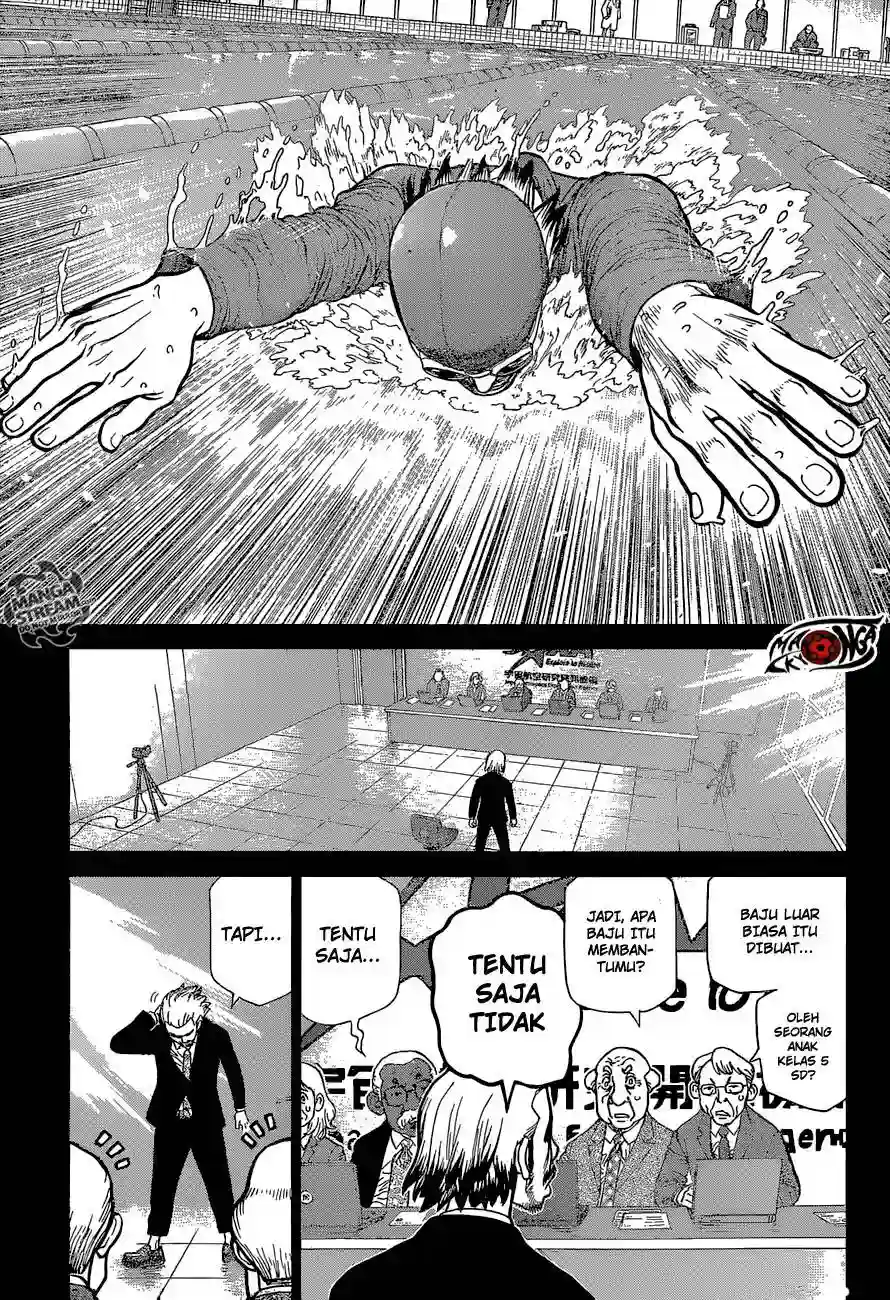 MANGA
STREAM
Explore to Realize
BAJU LUAR
BIASA ITU
DIBUAT...
OLEH
SEORANG
ANAK
KELAS 5
SD?
JADI, APA
BAJU ITU
MEMBAN-
TUMU?
TENTU
SAJA
TIDAK
TENTU
SAJA...
TAPI...